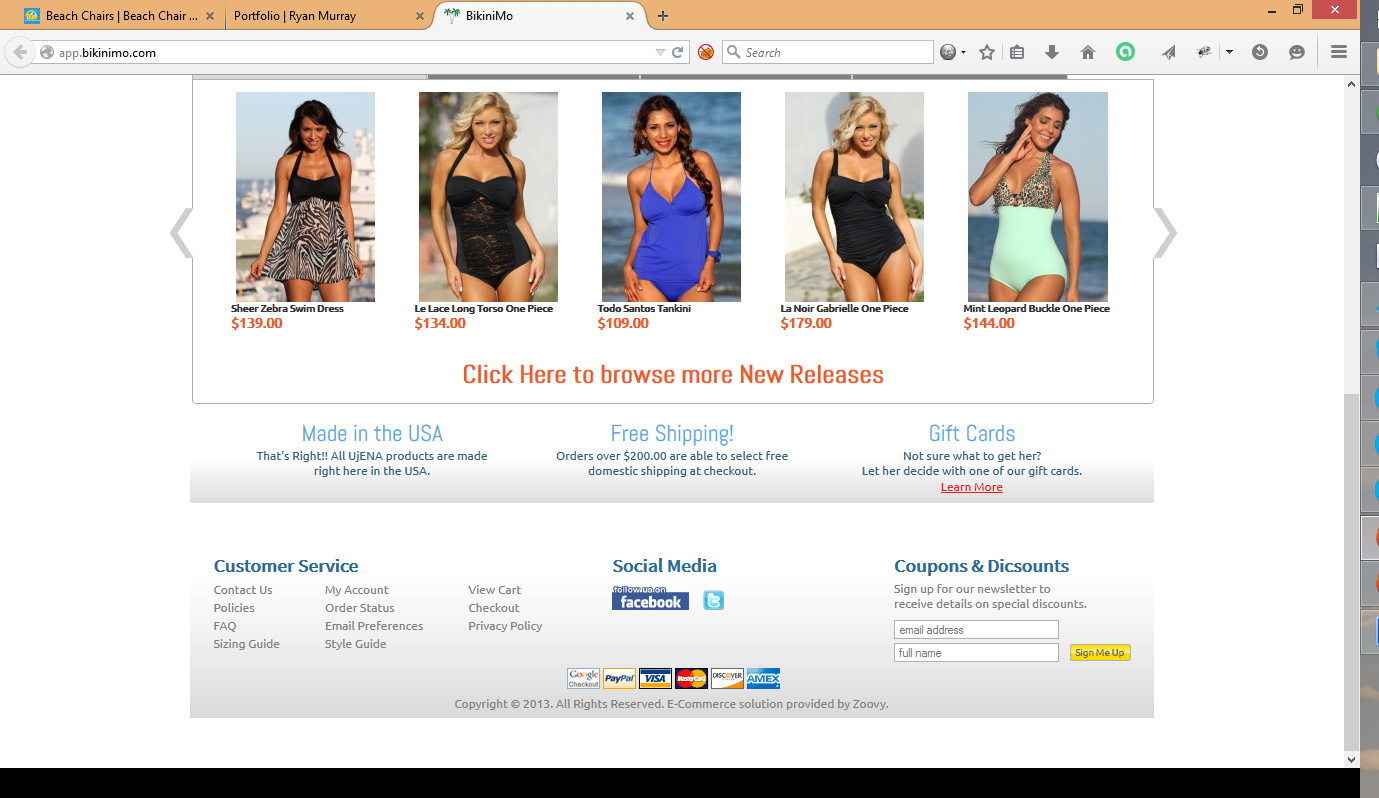 Beach Chairs | Beach Chair ...
Portfolio | Ryan Murray
BikiniMo
app.bikinimo.com
Search
Sheer Zebra Swim Dress
$139.00
Le Lace Long Torso One Piece
$134.00
Todo Santos Tankini
$109.00
La Noir Gabrielle One Piece
$179.00
Mint Leopard Buckle One Piece
$144.00
Click Here to browse more New Releases
Made in the USA
That's Right!! All UjENA products are made
right here in the USA.
Free Shipping!
Orders over $200.00 are able to select free
domestic shipping at checkout.
Gift Cards
Not sure what to get her?
Let her decide with one of our gift cards.
Learn More
Customer Service
Contact Us
Policies
FAQ
Sizing Guide
My Account
Order Status
Email Preferences
Style Guide
View Cart
Checkout
Privacy Policy
Social Media
follow us on
facebook
Coupons & Dicsounts
Sign up for our newsletter to
receive details on special discounts.
email address
full name
Sign Me Up
Google
Checkout
PayPal
VISA
MasterCard
DISCOVER
AMEX
Copyright © 2013. All Rights Reserved. E-Commerce solution provided by Zoovy.